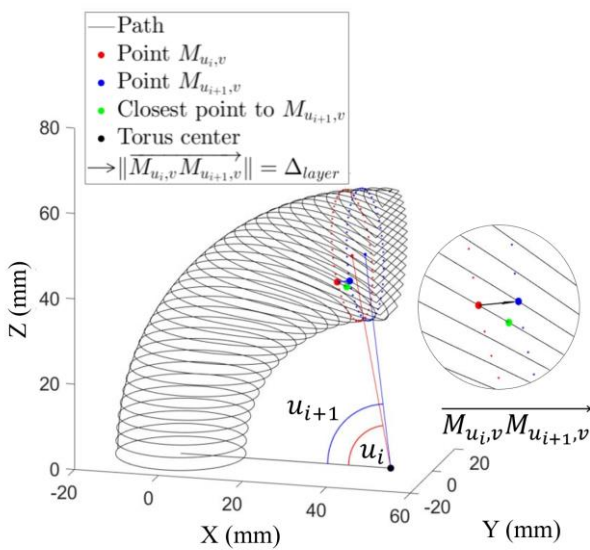 Path
Point $M_{u_i,v}$
Point $M_{u_{i+1},v}$
Closest point to $M_{u_{i+1},v}$
Torus center
$\|\overrightarrow{M_{u_i,v}M_{u_{i+1},v}}\| = \Delta_{layer}$
80
60
40
20
0
-20
Z (mm)
0
20
40
60
X (mm)
-20
0
20
Y (mm)
$u_{i+1}$
$u_i$
$\overrightarrow{M_{u_i,v}M_{u_{i+1},v}}$